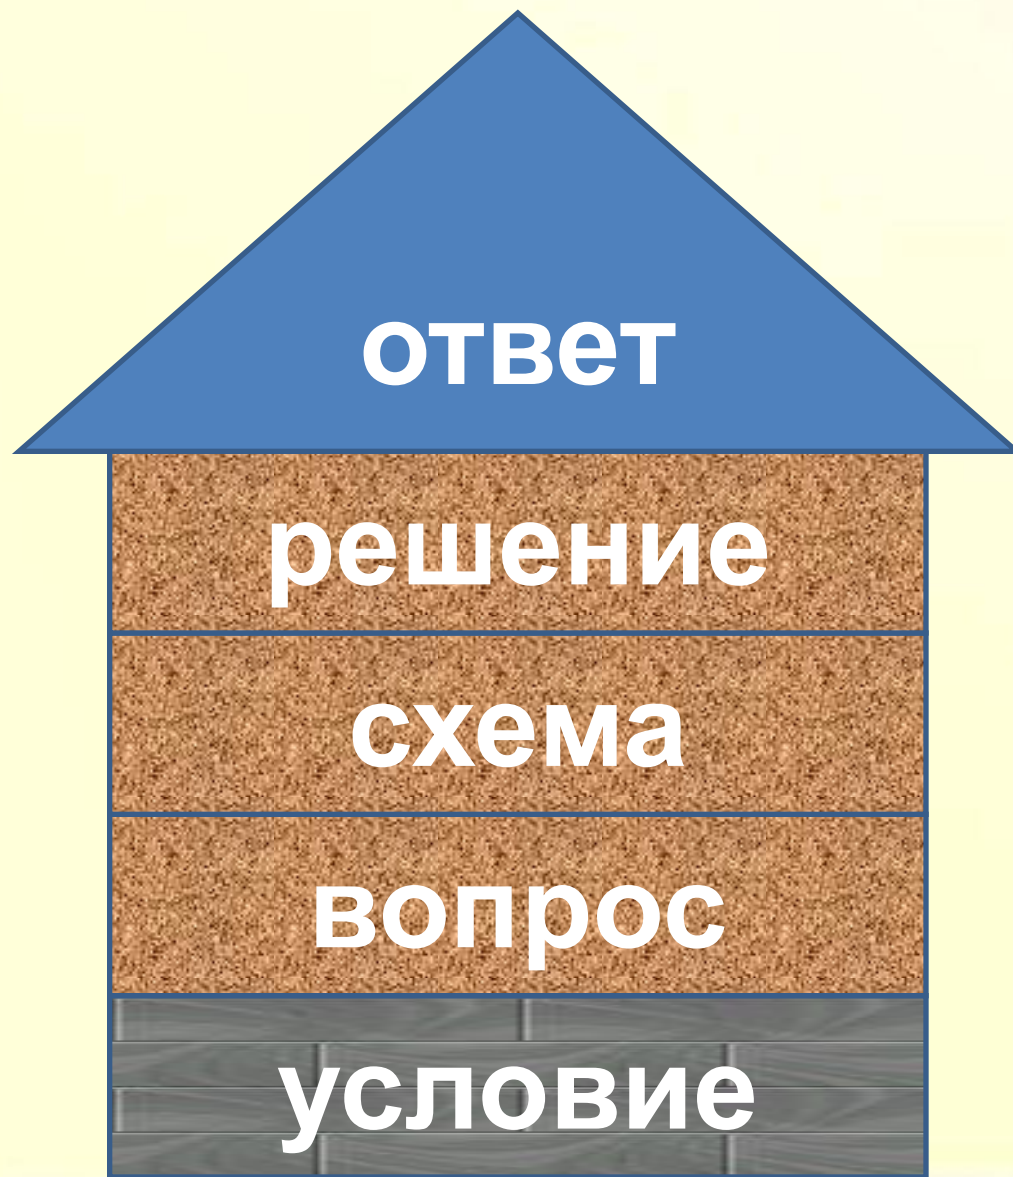 ответ
решение
схема
вопрос
условие